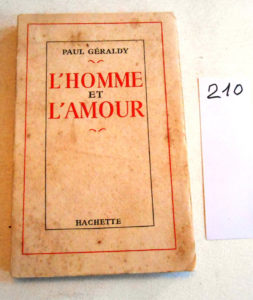 PAUL GÉRALDY
L'HOMME
ET
L'AMOUR
HACHETTE
210